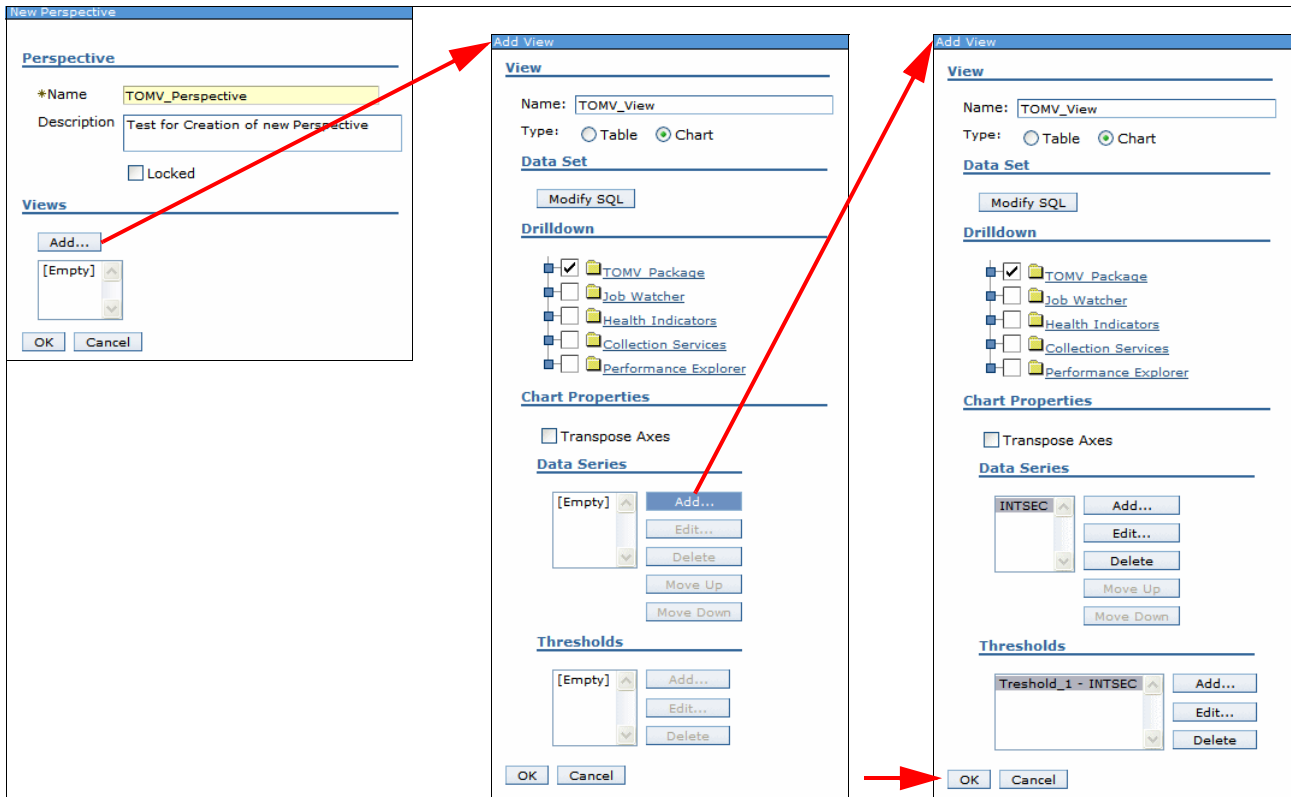 New Perspective
Perspective
*Name TOMV_Perspective
Description Test for Creation of new Perspective
Locked
Views
Add...
[Empty]
OK Cancel
Add View
View
Name: TOMV_View
Type: Table Chart
Data Set
Modify SQL
Drilldown
TOMV Package
Job Watcher
Health Indicators
Collection Services
Performance Explorer
Chart Properties
Transpose Axes
Data Series
[Empty] Add...
Edit...
Delete
Move Up
Move Down
Thresholds
[Empty] Add...
Edit...
Delete
OK Cancel
Add View
View
Name: TOMV_View
Type: Table Chart
Data Set
Modify SQL
Drilldown
TOMV Package
Job Watcher
Health Indicators
Collection Services
Performance Explorer
Chart Properties
Transpose Axes
Data Series
INTSEC Add...
Edit...
Delete
Move Up
Move Down
Thresholds
Treshold_1 - INTSEC Add...
Edit...
Delete
OK Cancel